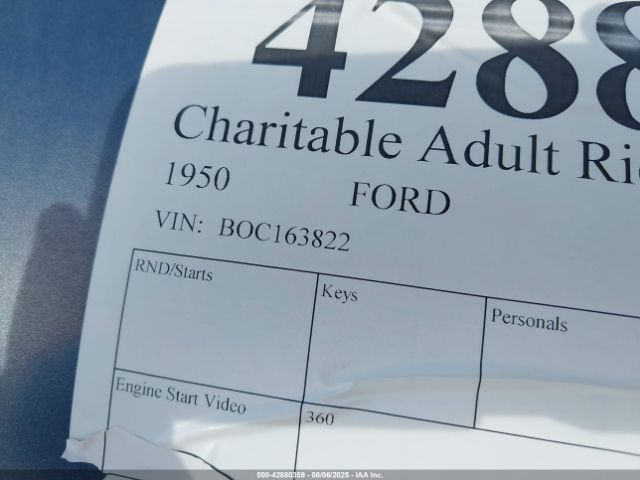 4288
Charitable Adult
1950 FORD
VIN: BOC163822
RND/Starts Keys Personals
Engine Start Video 360
000-42880359 - 08/06/2025 - IAA Inc.